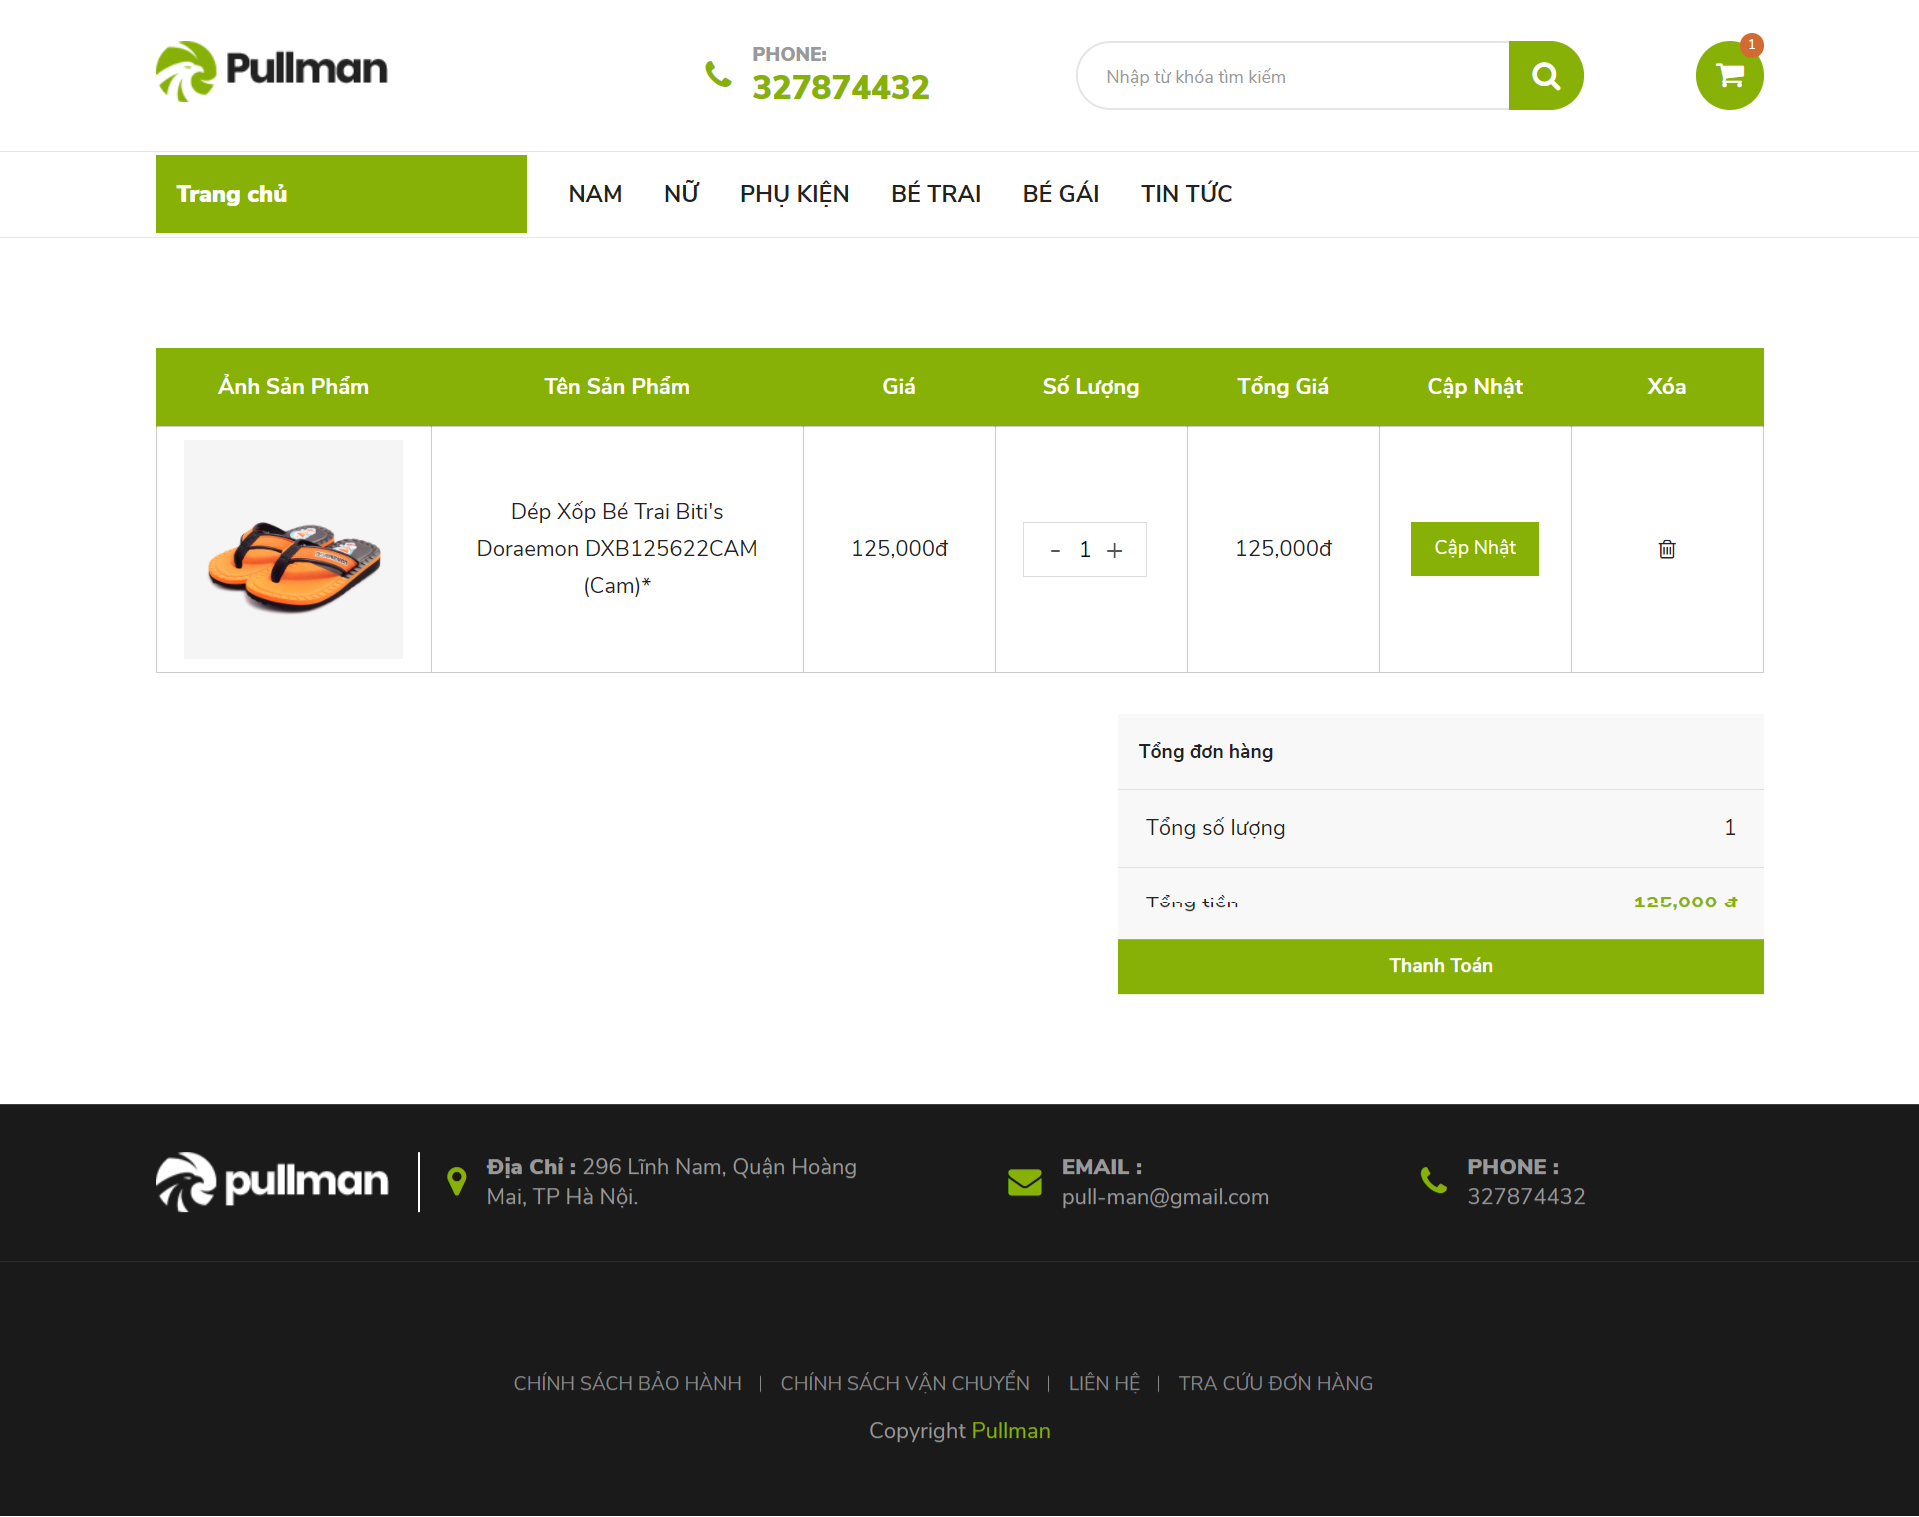 Pullman
PHONE:
327874432
Nhập từ khóa tìm kiếm
1
Trang chủ
NAM
NỮ
PHỤ KIỆN
BÉ TRAI
BÉ GÁI
TIN TỨC
Ảnh Sản Phẩm
Tên Sản Phẩm
Giá
Số Lượng
Tổng Giá
Cập Nhật
Xóa
Dép Xốp Bé Trai Biti's
Doraemon DXB125622CAM
(Cam)*
125,000đ
- 1 +
125,000đ
Cập Nhật
Tổng đơn hàng
Tổng số lượng 1
Tổng tiền 125,000 đ
Thanh Toán
pullman
Địa Chỉ : 296 Lĩnh Nam, Quận Hoàng
Mai, TP Hà Nội.
EMAIL :
pull-man@gmail.com
PHONE :
327874432
CHÍNH SÁCH BẢO HÀNH | CHÍNH SÁCH VẬN CHUYỂN | LIÊN HỆ | TRA CỨU ĐƠN HÀNG
Copyright Pullman